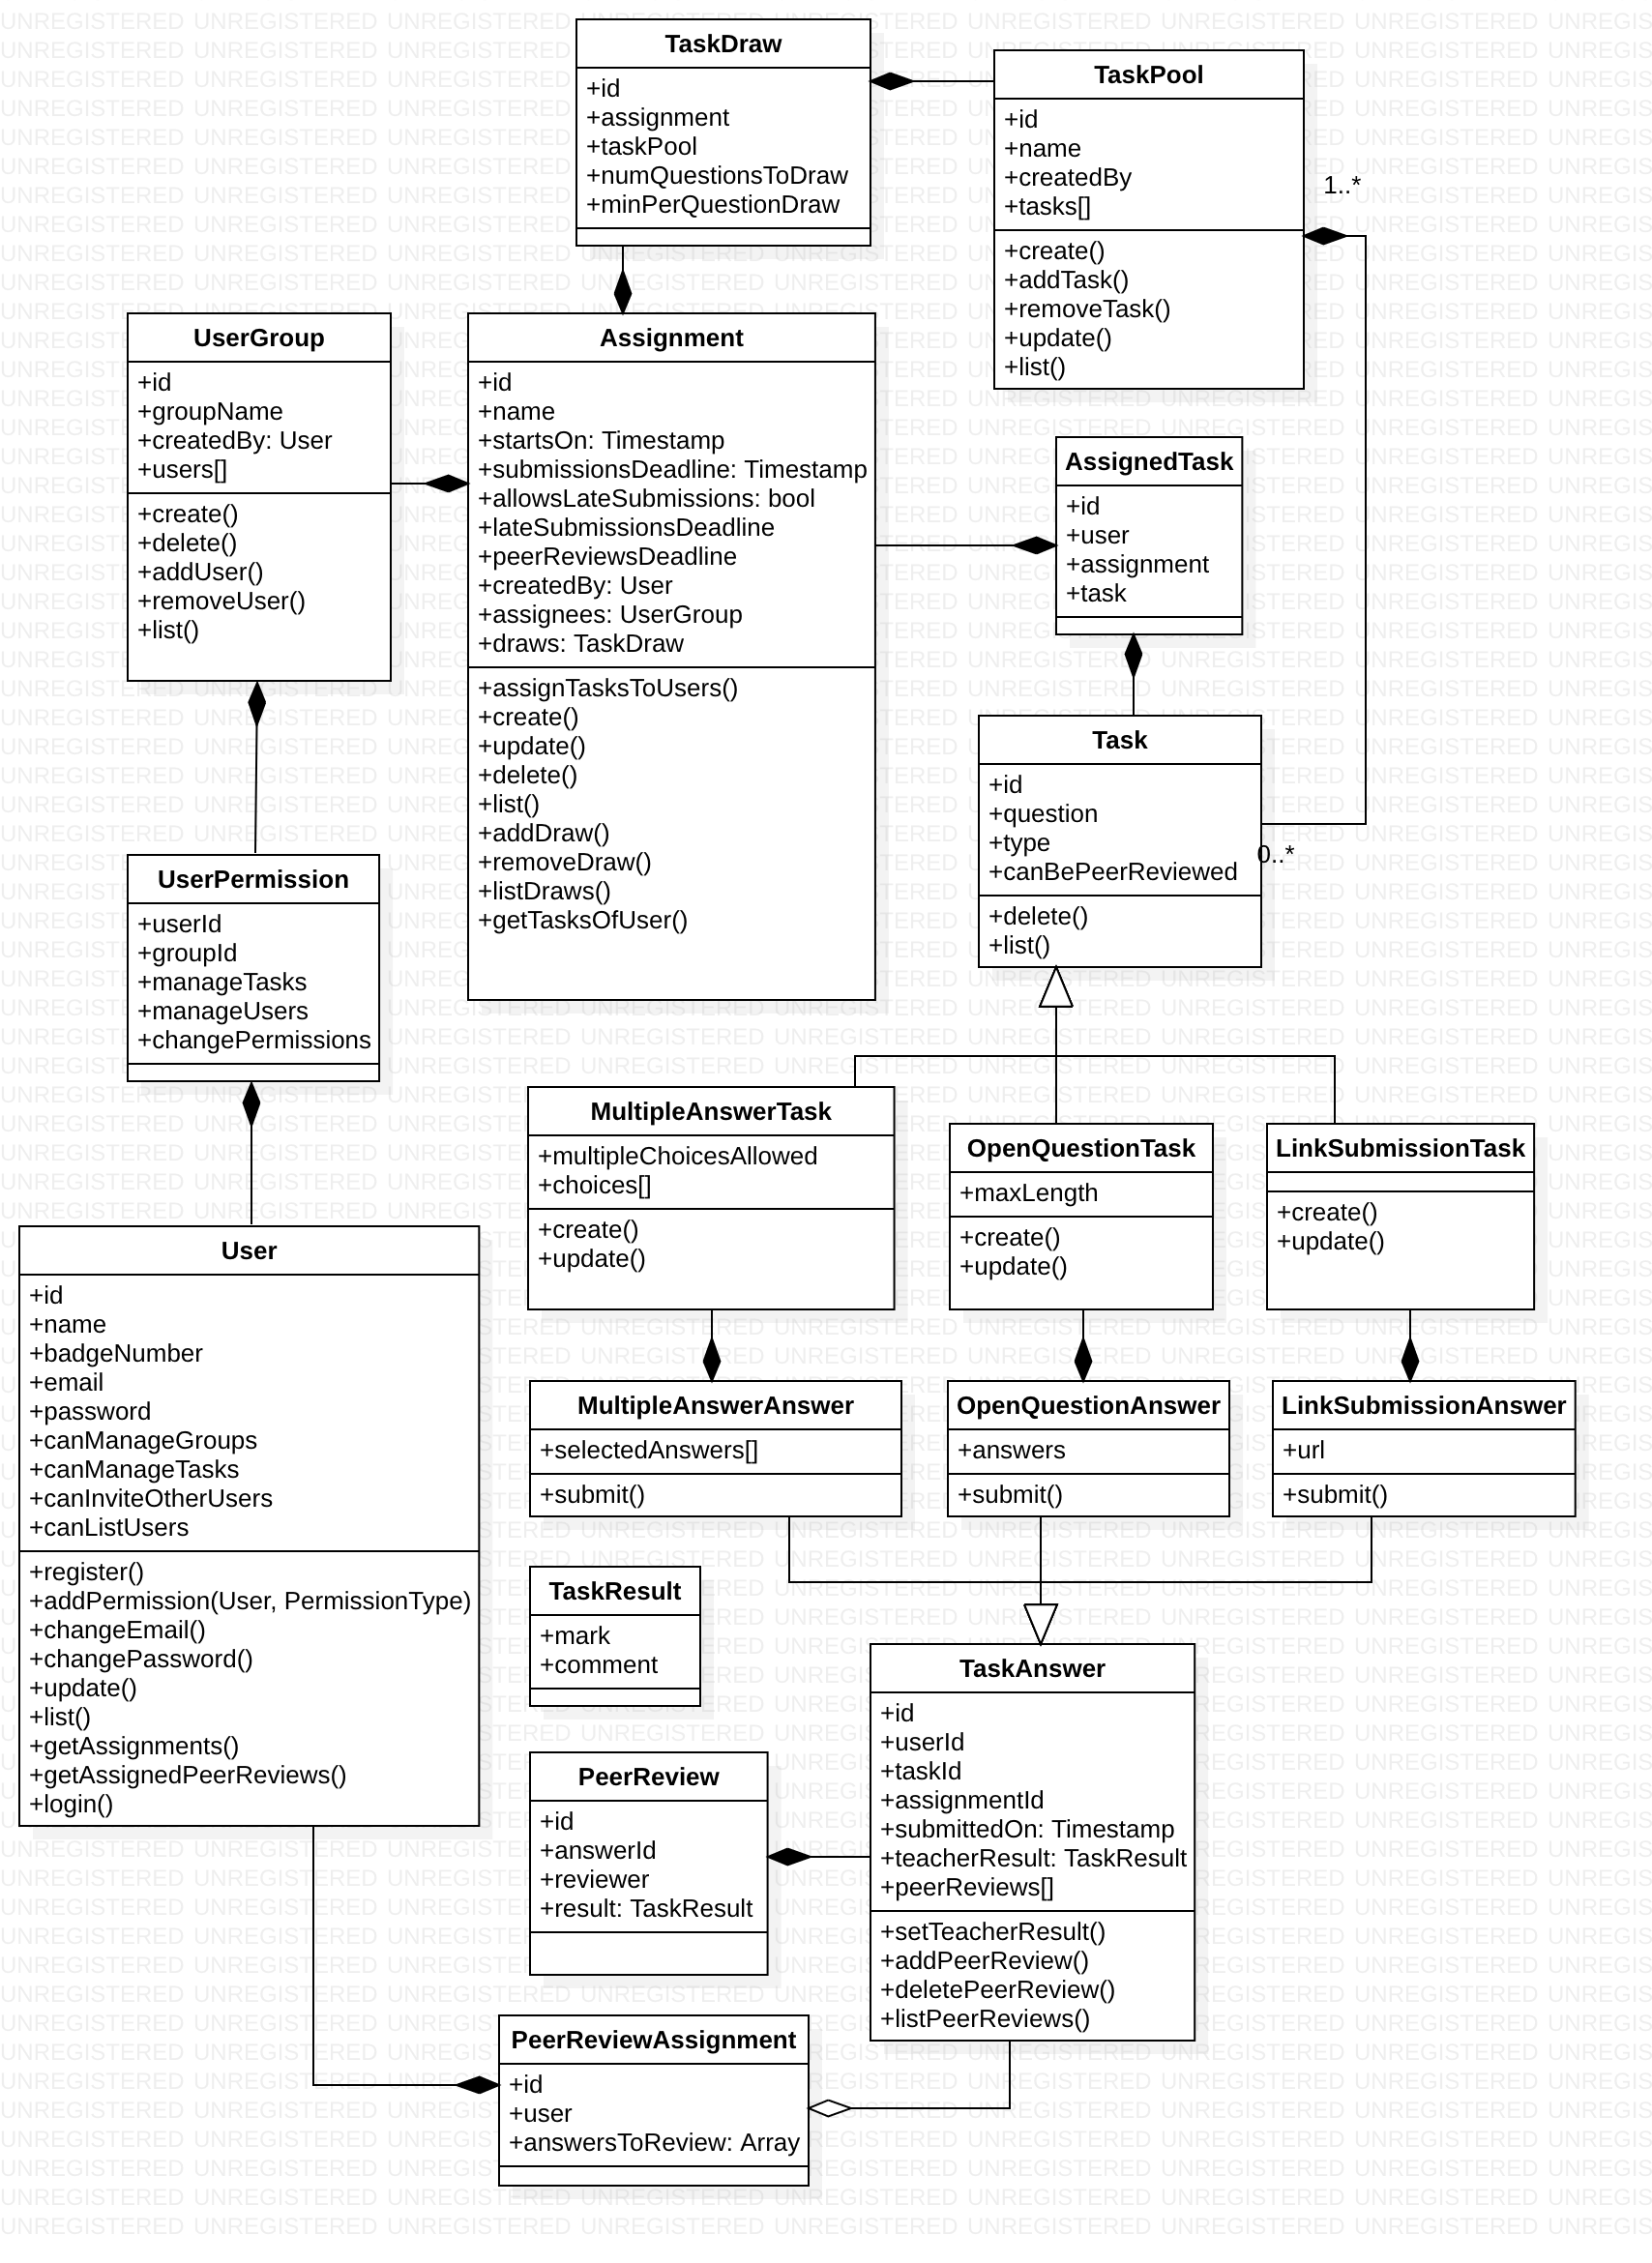 TaskDraw
+id
+assignment
+taskPool
+numQuestionsToDraw
+minPerQuestionDraw
TaskPool
+id
+name
+createdBy
+tasks[]
+create()
+addTask()
+removeTask()
+update()
+list()
1..*
UserGroup
+id
+groupName
+createdBy: User
+users[]
+create()
+delete()
+addUser()
+removeUser()
+list()
Assignment
+id
+name
+startsOn: Timestamp
+submissionsDeadline: Timestamp
+allowsLateSubmissions: bool
+lateSubmissionsDeadline
+peerReviewsDeadline
+createdBy: User
+assignees: UserGroup
+draws: TaskDraw
+assignTasksToUsers()
+create()
+update()
+delete()
+list()
+addDraw()
+removeDraw()
+listDraws()
+getTasksOfUser()
AssignedTask
+id
+user
+assignment
+task
Task
+id
+question
+type
+canBePeerReviewed
+delete()
+list()
0..*
UserPermission
+userId
+groupId
+manageTasks
+manageUsers
+changePermissions
MultipleAnswerTask
+multipleChoicesAllowed
+choices[]
+create()
+update()
OpenQuestionTask
+maxLength
+create()
+update()
LinkSubmissionTask
+create()
+update()
User
+id
+name
+badgeNumber
+email
+password
+canManageGroups
+canManageTasks
+canInviteOtherUsers
+canListUsers
+register()
+addPermission(User, PermissionType)
+changeEmail()
+changePassword()
+update()
+list()
+getAssignments()
+getAssignedPeerReviews()
+login()
MultipleAnswerAnswer
+selectedAnswers[]
+submit()
OpenQuestionAnswer
+answers
+submit()
LinkSubmissionAnswer
+url
+submit()
TaskResult
+mark
+comment
TaskAnswer
+id
+userId
+taskId
+assignmentId
+submittedOn: Timestamp
+teacherResult: TaskResult
+peerReviews[]
+setTeacherResult()
+addPeerReview()
+deletePeerReview()
+listPeerReviews()
PeerReview
+id
+answerId
+reviewer
+result: TaskResult
PeerReviewAssignment
+id
+user
+answersToReview: Array
UNREGISTERED